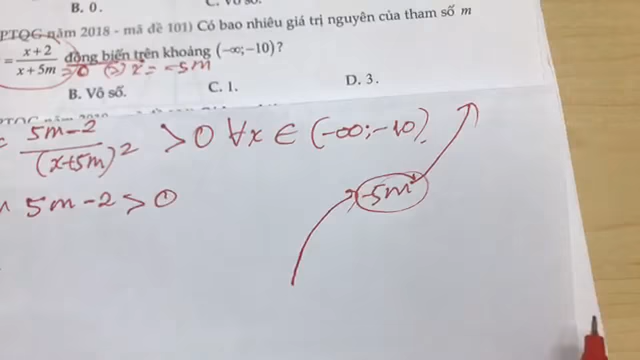 B. 0.
PTQG năm 2018 - mã đề 101) Có bao nhiêu giá trị nguyên của tham số m
= x+2 / x+5m đồng biến trên khoảng (-∞;-10)?
=0 (=) x = -5m
B. Vô số. C. 1. D. 3.
= 5m-2 / (x+5m)² >0 ∀x ∈ (-∞;-10).
-5m
5m-2>0